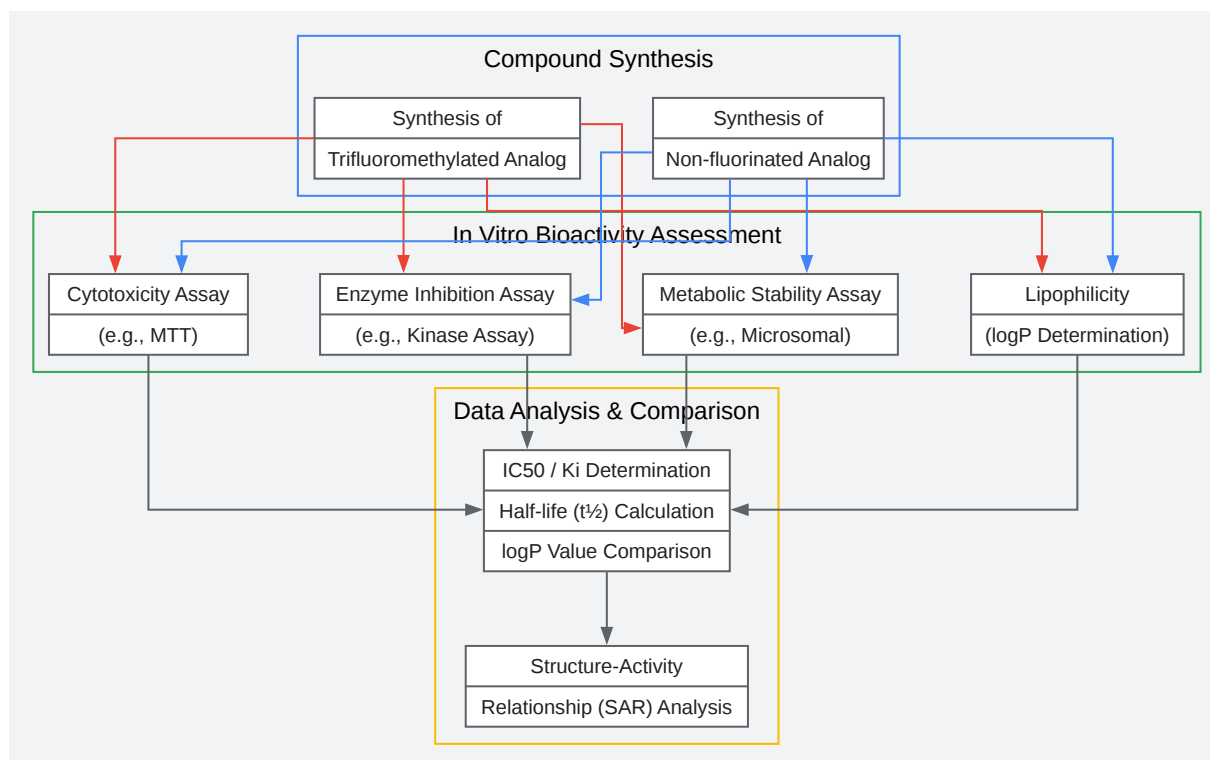 Compound Synthesis
Synthesis of
Trifluoromethylated Analog
Synthesis of
Non-fluorinated Analog
In Vitro Bioactivity Assessment
Cytotoxicity Assay
(e.g., MTT)
Enzyme Inhibition Assay
(e.g., Kinase Assay)
Metabolic Stability Assay
(e.g., Microsomal)
Lipophilicity
(logP Determination)
Data Analysis & Comparison
IC50 / Ki Determination
Half-life (t½) Calculation
logP Value Comparison
Structure-Activity
Relationship (SAR) Analysis